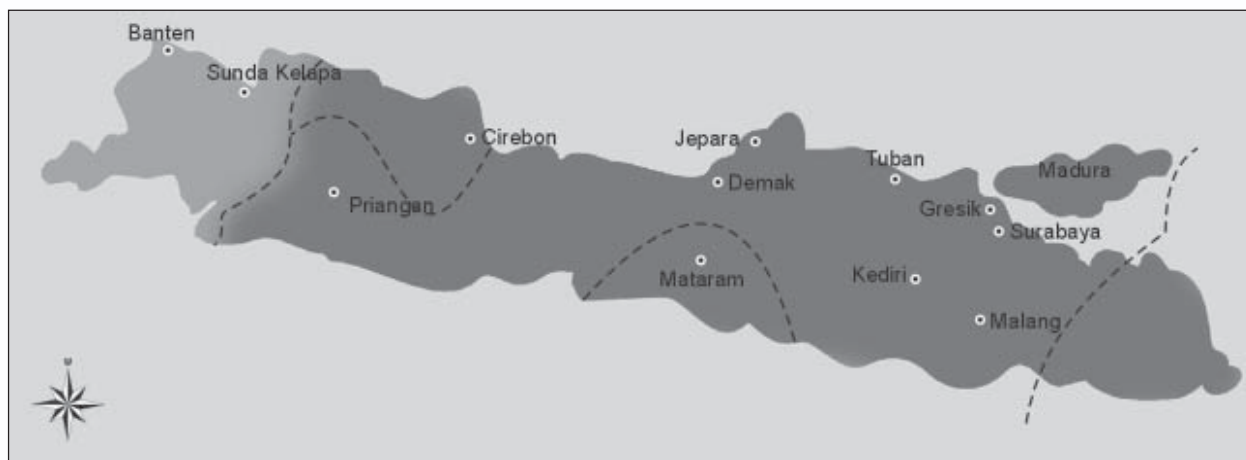 Banten
Sunda Kelapa
Cirebon
Priangan
Jepara
Demak
Tuban
Madura
Gresik
Surabaya
Mataram
Kediri
Malang